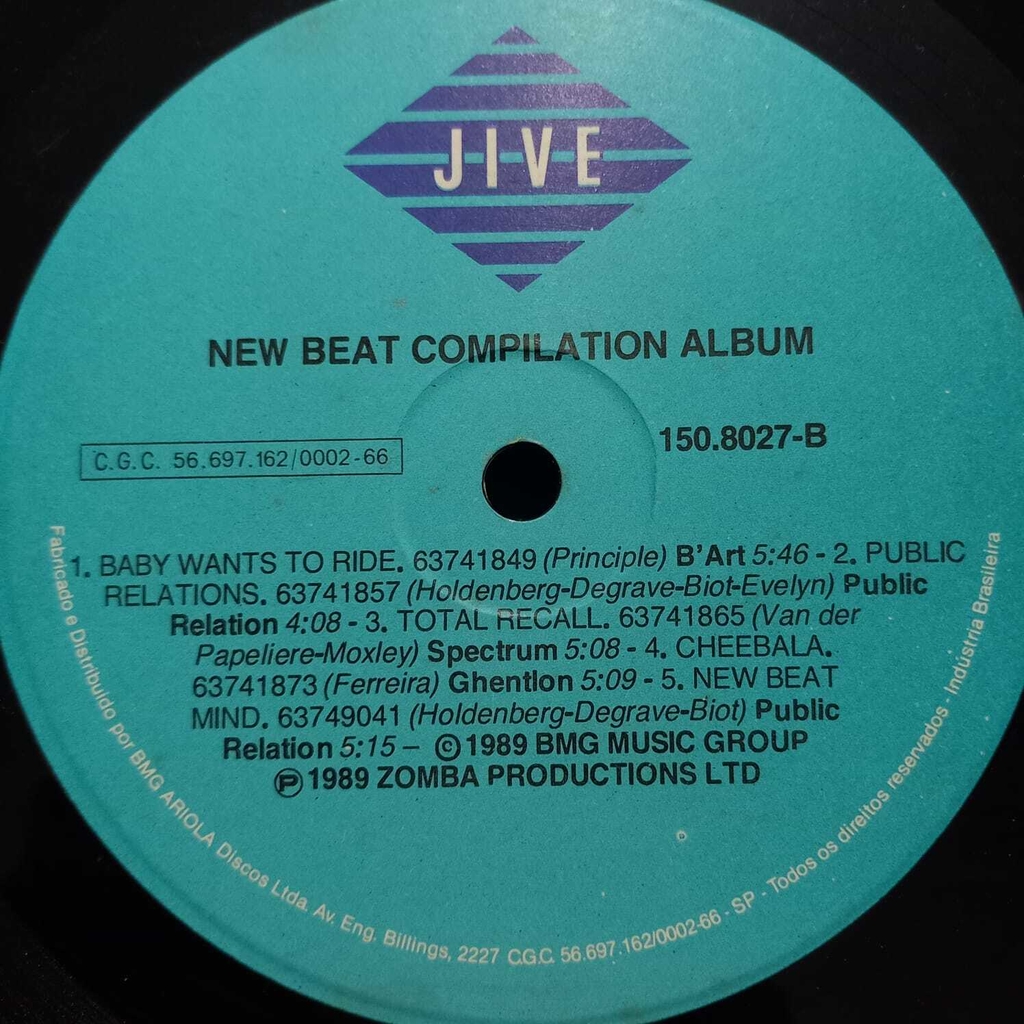 JIVE
NEW BEAT COMPILATION ALBUM
150.8027-B
C.G.C. 56.697.162/0002-66
1. BABY WANTS TO RIDE. 63741849 (Principle) B'Art 5:46 - 2. PUBLIC
RELATIONS. 63741857 (Holdenberg-Degrave-Biot-Evelyn) Public
Relation 4:08 - 3. TOTAL RECALL. 63741865 (Van der
Papeliere-Moxley) Spectrum 5:08 - 4. CHEEBALA.
63741873 (Ferreira) Ghentlon 5:09 - 5. NEW BEAT
MIND. 63749041 (Holdenberg-Degrave-Biot) Public
Relation 5:15 – © 1989 BMG MUSIC GROUP
℗ 1989 ZOMBA PRODUCTIONS LTD
Fabricado e Distribuido por BMG ARIOLA Discos Ltda. Av. Eng. Billings, 2227 C.G.C. 56.697.162/0002-66 - SP - Todos os direitos reservados - Indústria Brasileira